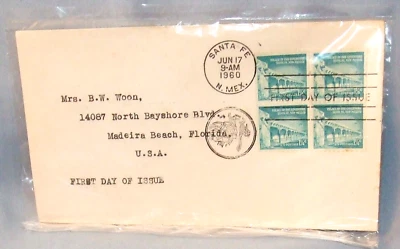 SANTA FE
JUN 17
9-AM
1960
N. MEX.
FIRST DAY OF ISSUE
Mrs. B.W. Woon,
14087 North Bayshore Blvd.
Madeira Beach, Florida.
U.S.A.
FIRST DAY OF ISSUE